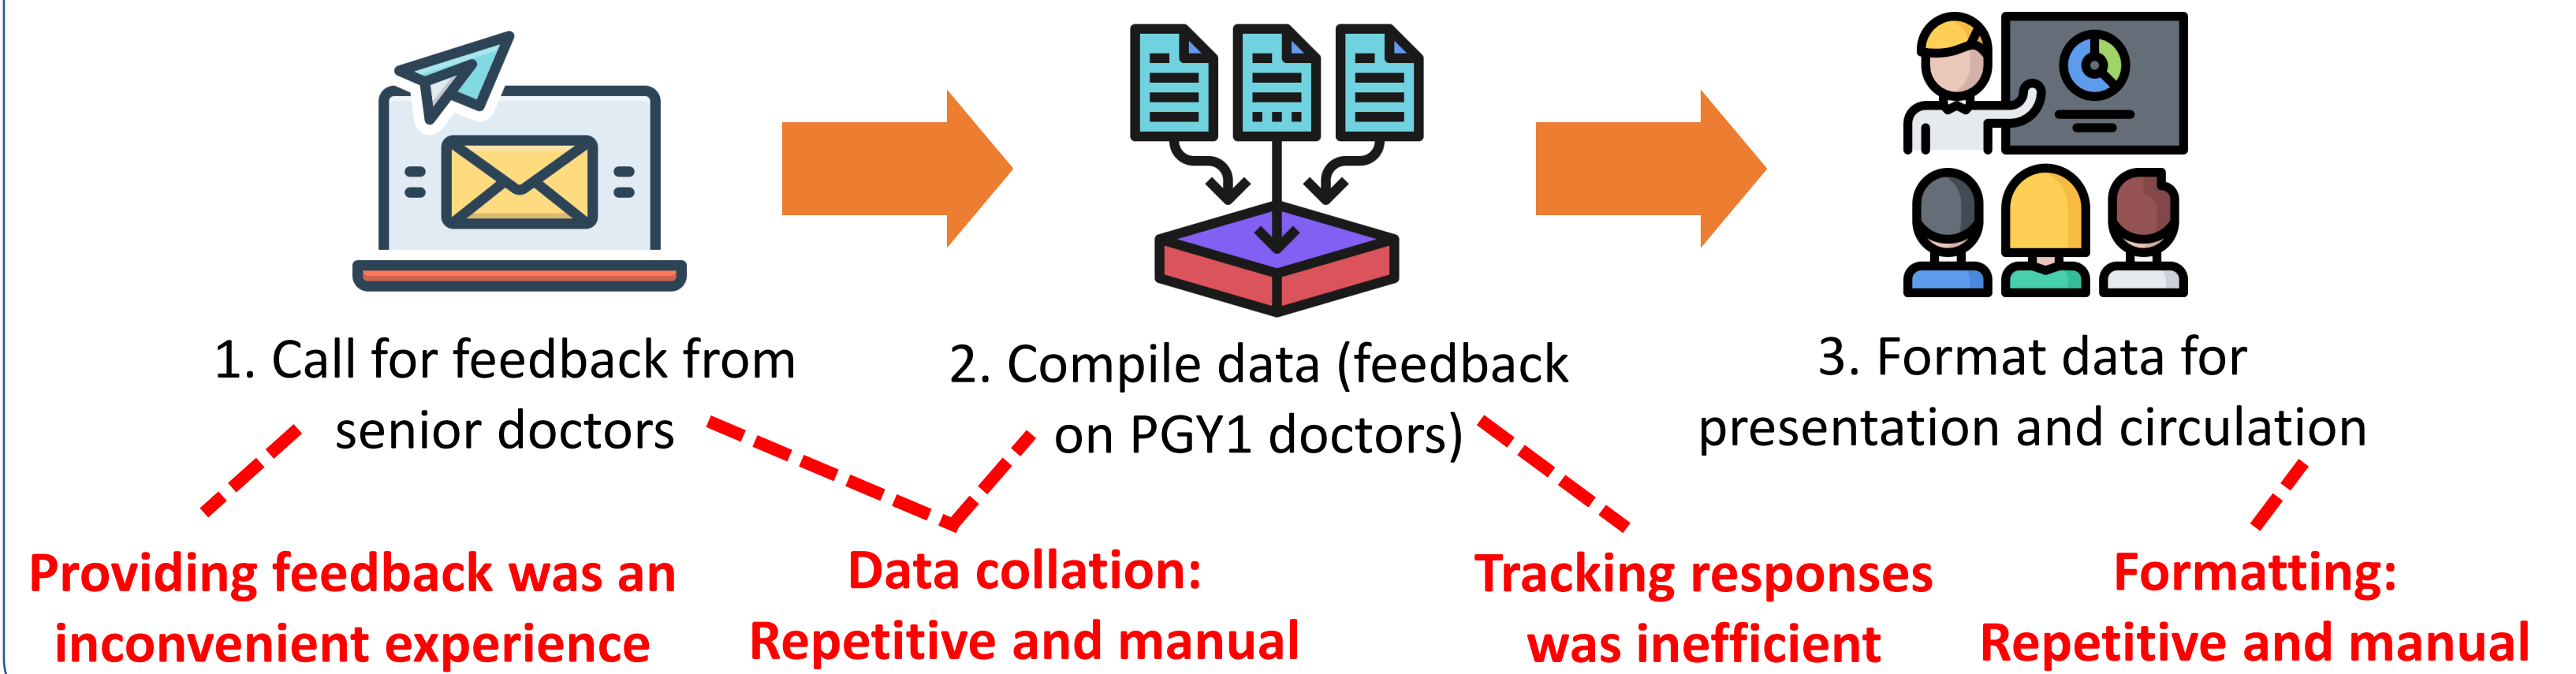 1. Call for feedback from
senior doctors
2. Compile data (feedback
on PGY1 doctors)
3. Format data for
presentation and circulation
Providing feedback was an
inconvenient experience
Data collation:
Repetitive and manual
Tracking responses
was inefficient
Formatting:
Repetitive and manual